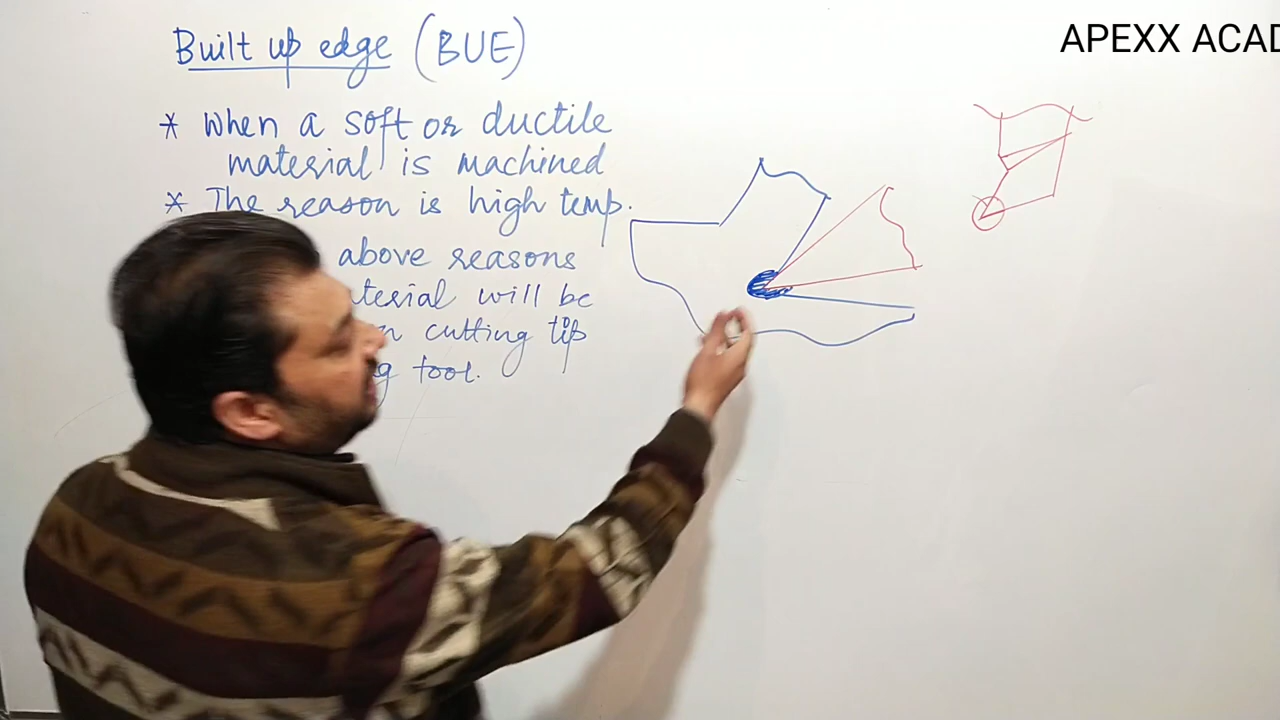 APEXX ACAD
Built up edge (BUE)
* When a soft or ductile
material is machined
* The reason is high temp.
above reasons
will be
cutting tip
tool.